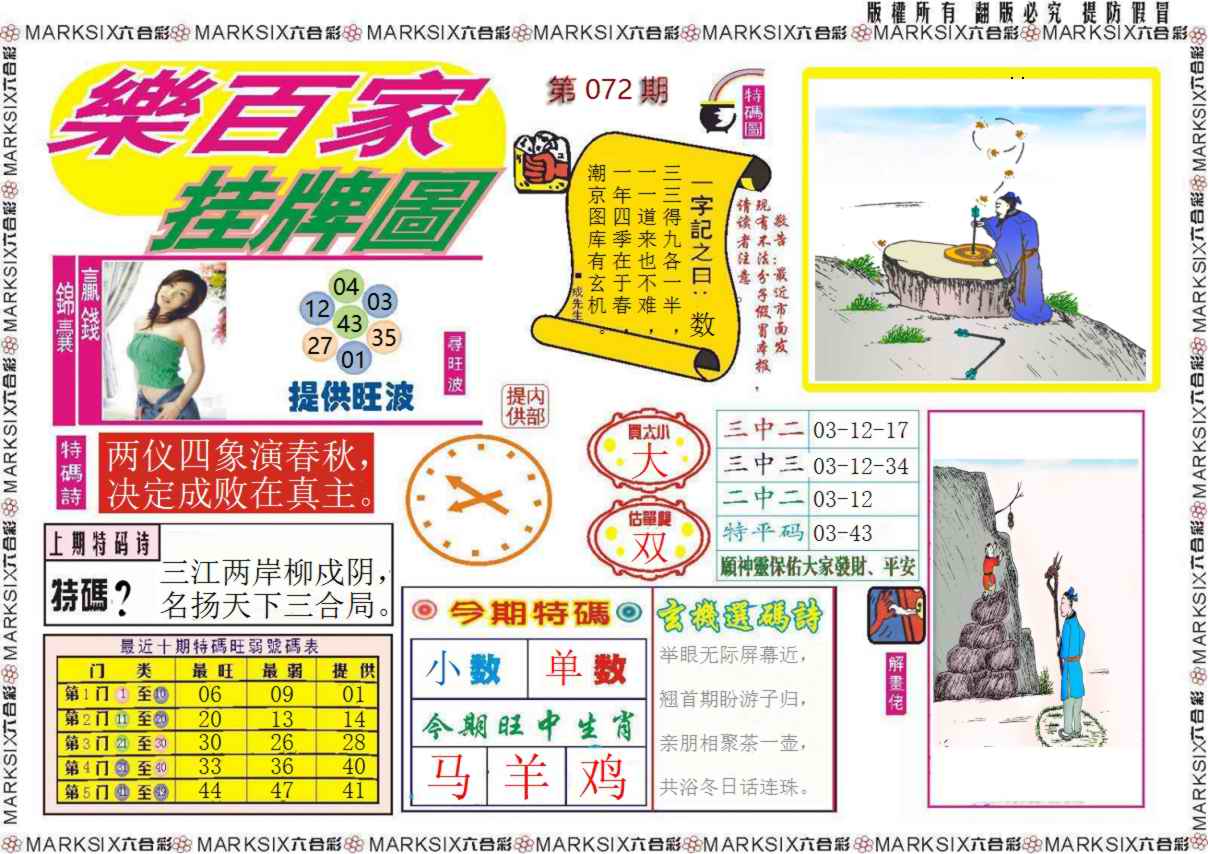 版權所有 翻版必究 提防假冒
MARKSIX六合彩 MARKSIX六合彩 MARKSIX六合彩 MARKSIX六合彩 MARKSIX六合彩 MARKSIX六合彩 MARKSIX六合彩
樂百家
挂牌圖
第 072 期
特碼圖
一字記之曰：数
三三得九各一半，
一一道来也不难，
一年四季在于春，
潮京图库有玄机。
■成先生
敬告：最近市面发
现有不法分子假冒本报，
请读者注意。
赢錢
錦囊
04
12
03
43
27
35
01
提供旺波
尋旺波
内部
提供
特碼詩
两仪四象演春秋，
决定成败在真主。
上期特码诗
特碼？
三江两岸柳成阴，
名扬天下三合局。
買大小
大
估單雙
双
三中二 03-12-17
三中三 03-12-34
二中二 03-12
特平码 03-43
願神靈保佑大家發財、平安
最近十期特碼旺弱號碼表
门 类 最旺 最弱 提供
第1门 1 至 10 06 09 01
第2门 11 至 20 20 13 14
第3门 21 至 30 30 26 28
第4门 31 至 40 33 36 40
第5门 41 至 49 44 47 41
今期特碼
小数 单数
今期旺中生肖
马 羊 鸡
玄機選碼詩
举眼无际屏幕近，
翘首期盼游子归，
亲朋相聚茶一壶，
共浴冬日话连珠。
解畫佬
MARKSIX六合彩 MARKSIX六合彩 MARKSIX六合彩 MARKSIX六合彩 MARKSIX六合彩 MARKSIX六合彩 MARKSIX六合彩